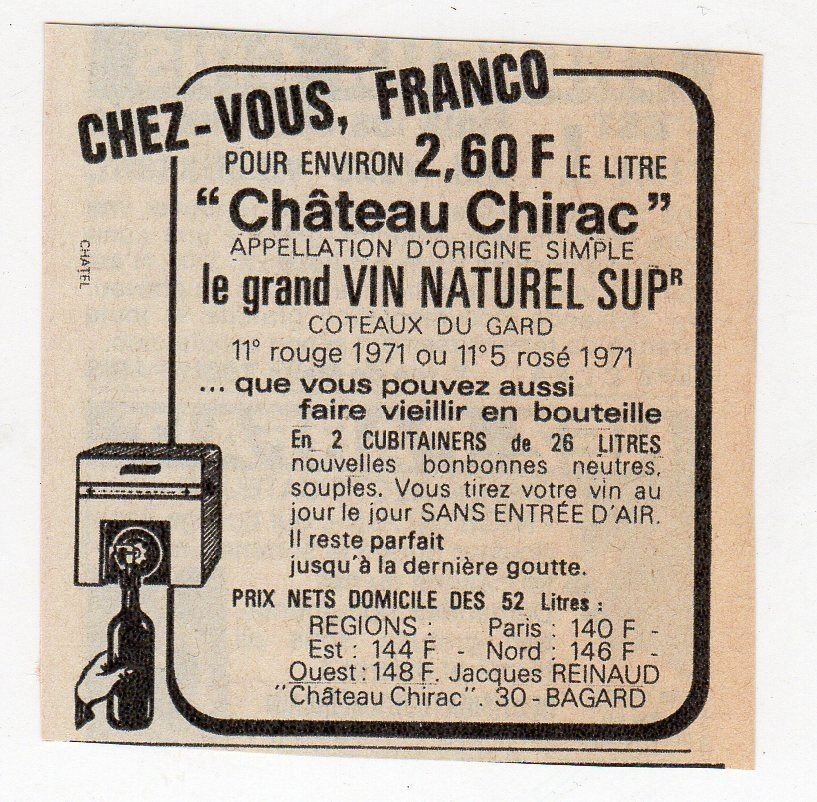 CHEZ-VOUS, FRANCO
POUR ENVIRON 2,60 F LE LITRE
“Château Chirac”
APPELLATION D'ORIGINE SIMPLE
le grand VIN NATUREL SUPR
COTEAUX DU GARD
11° rouge 1971 ou 11°5 rosé 1971
... que vous pouvez aussi
faire vieillir en bouteille
En 2 CUBITAINERS de 26 LITRES
nouvelles bonbonnes neutres,
souples. Vous tirez votre vin au
jour le jour SANS ENTRÉE D'AIR.
Il reste parfait
jusqu'à la dernière goutte.
PRIX NETS DOMICILE DES 52 Litres :
REGIONS : Paris : 140 F -
Est : 144 F - Nord : 146 F -
Ouest : 148 F. Jacques REINAUD
"Château Chirac". 30 - BAGARD
CHATEL